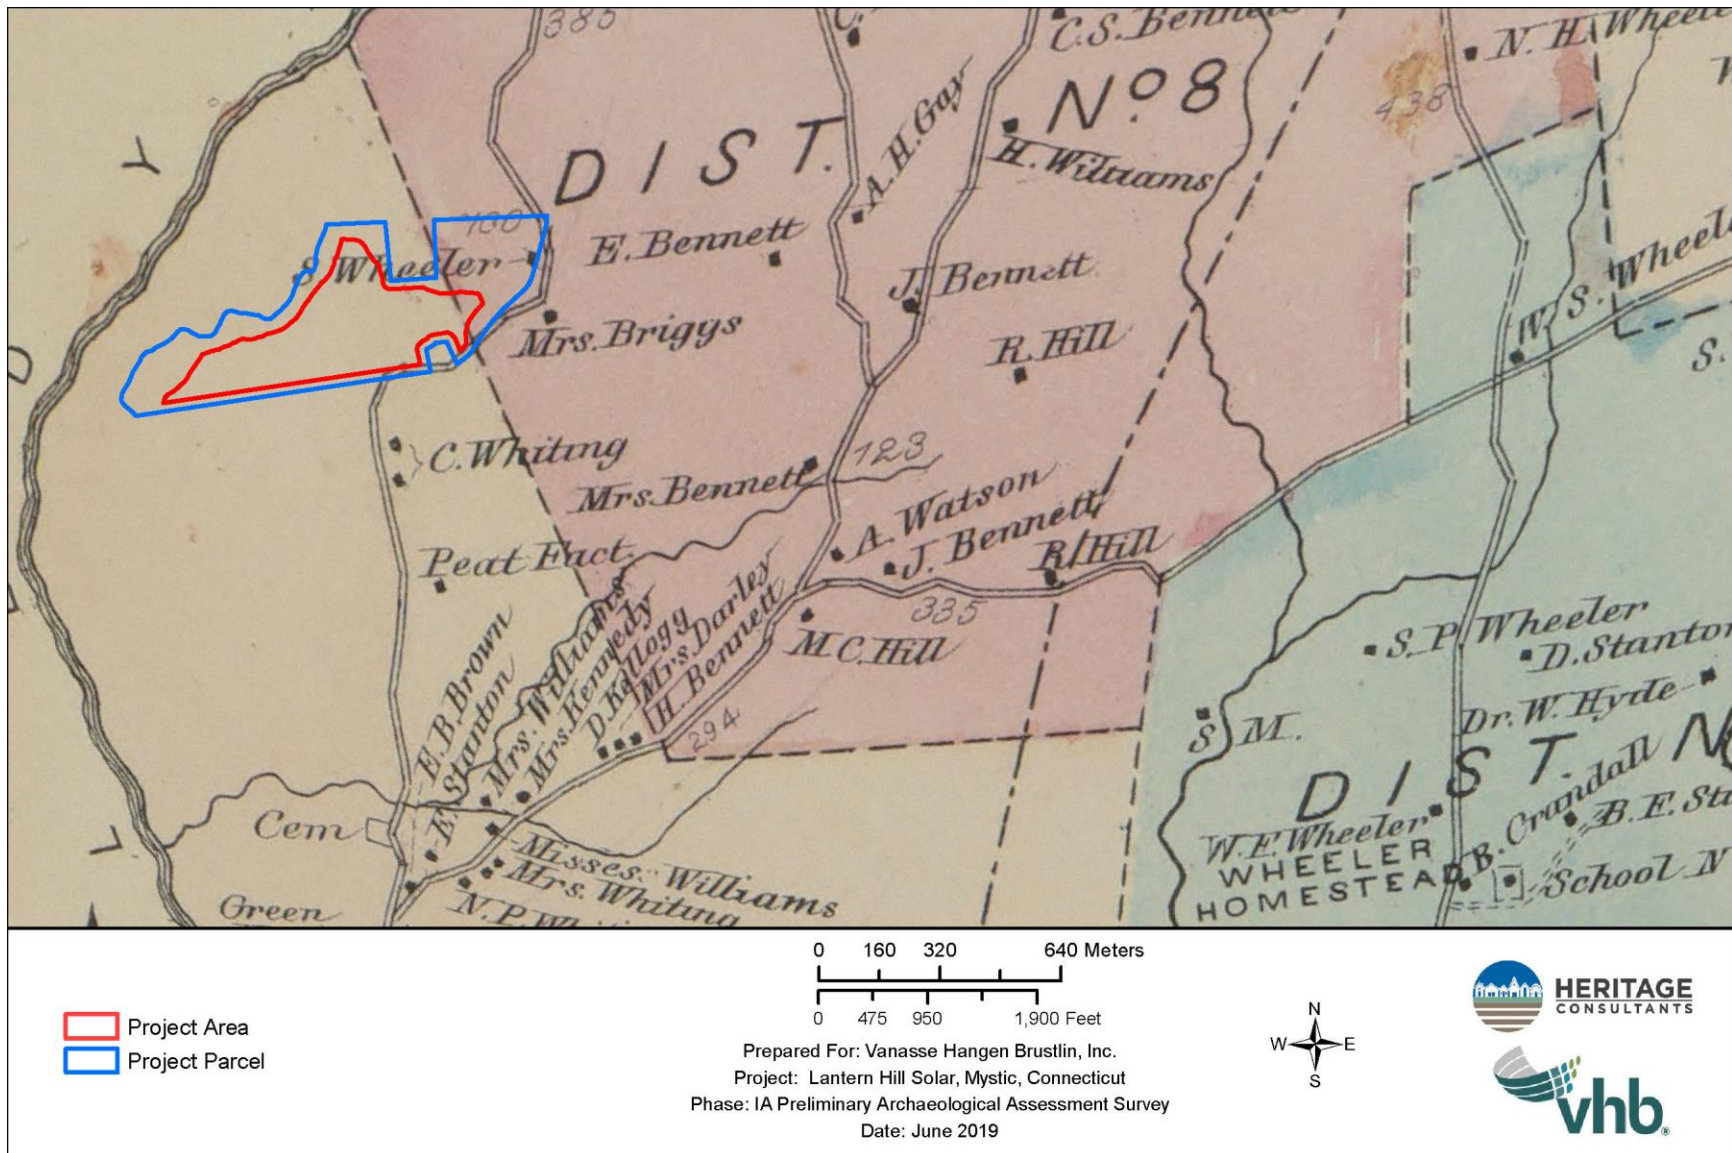 385
C.S. Bennett
N. H. Wheele
438
No 8
A. H. Gay
H. Williams
DIST.
Y
100
S. Wheeler
E. Bennett
J. Bennett
W. S. Wheele
Mrs. Briggs
R. Hill
S.
D
C. Whiting
123
Mrs. Bennett
A. Watson
J. Bennett
R. Hill
Peat Fact.
335
M. C. Hill
E. B. Brown
E. Stanton
Mrs. Williams
Mrs. Kennedy
D. Kellogg
Mrs. Darley
H. Bennett
294
S. P. Wheeler
D. Stanton
Dr. W. Hyde
S. M.
DIST. N
L
Cem
W. F. Wheeler
WHEELER
HOMESTEAD
B. Crandall
B. F. Sta
School N
Misses. Williams
Mrs. Whiting
Green
Project Area
Project Parcel
0 160 320 640 Meters
0 475 950 1,900 Feet
Prepared For: Vanasse Hangen Brustlin, Inc.
Project: Lantern Hill Solar, Mystic, Connecticut
Phase: IA Preliminary Archaeological Assessment Survey
Date: June 2019
N
W E
S
HERITAGE
CONSULTANTS
vhb®